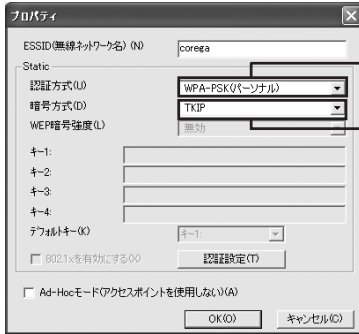 プロパティ
ESSID(無線ネットワーク名) (N)
corega
Static
認証方式(U)
WPA-PSK(パーソナル)
暗号方式(D)
TKIP
WEP暗号強度(L)
無効
キー1:
キー2:
キー3:
キー4:
デフォルトキー(K)
キー1:
802.1xを有効にする(X)
認証設定(T)
Ad-Hocモード(アクセスポイントを使用しない)(A)
OK(O)
キャンセル(C)